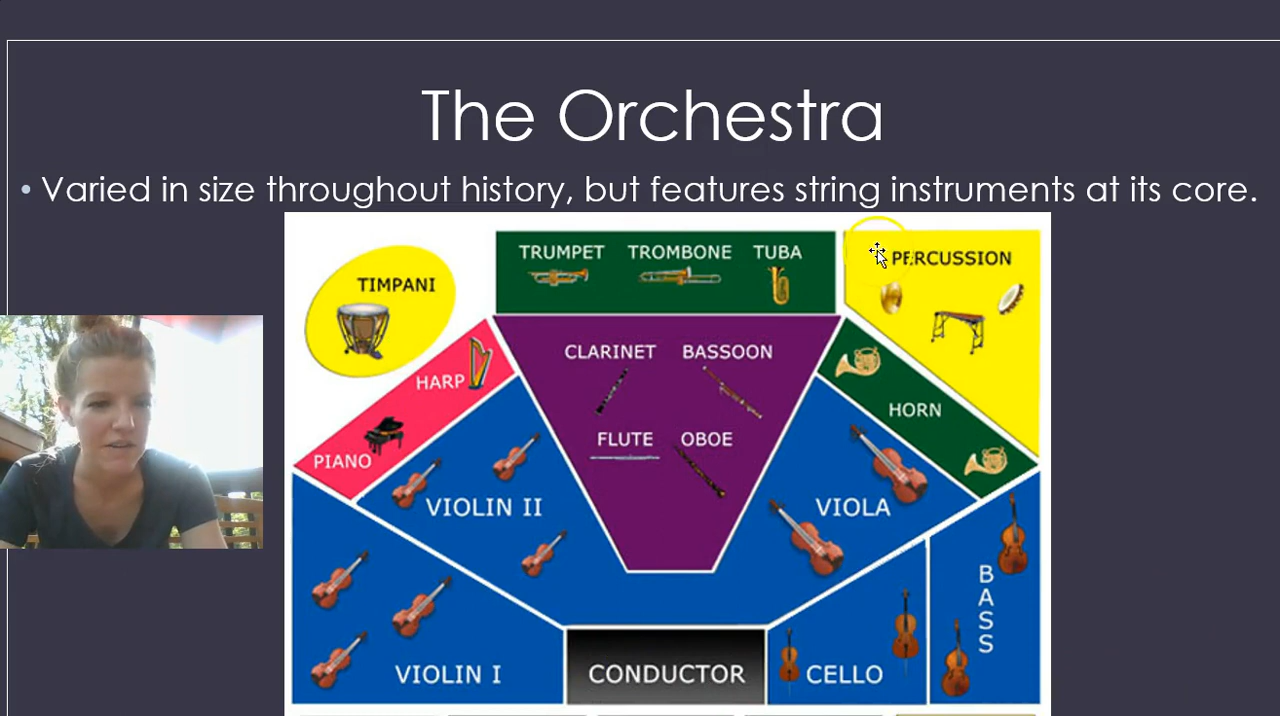 The Orchestra
• Varied in size throughout history, but features string instruments at its core.
TIMPANI
TRUMPET TROMBONE TUBA
PERCUSSION
HARP
CLARINET BASSOON
HORN
PIANO
FLUTE OBOE
VIOLIN II
VIOLA
BASS
VIOLIN I
CONDUCTOR
CELLO